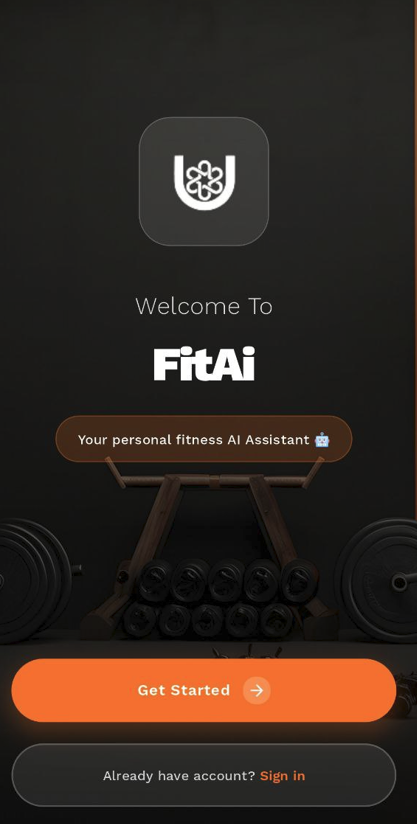 Welcome To
FitAi
Your personal fitness AI Assistant 🤖
Get Started
Already have account? Sign in